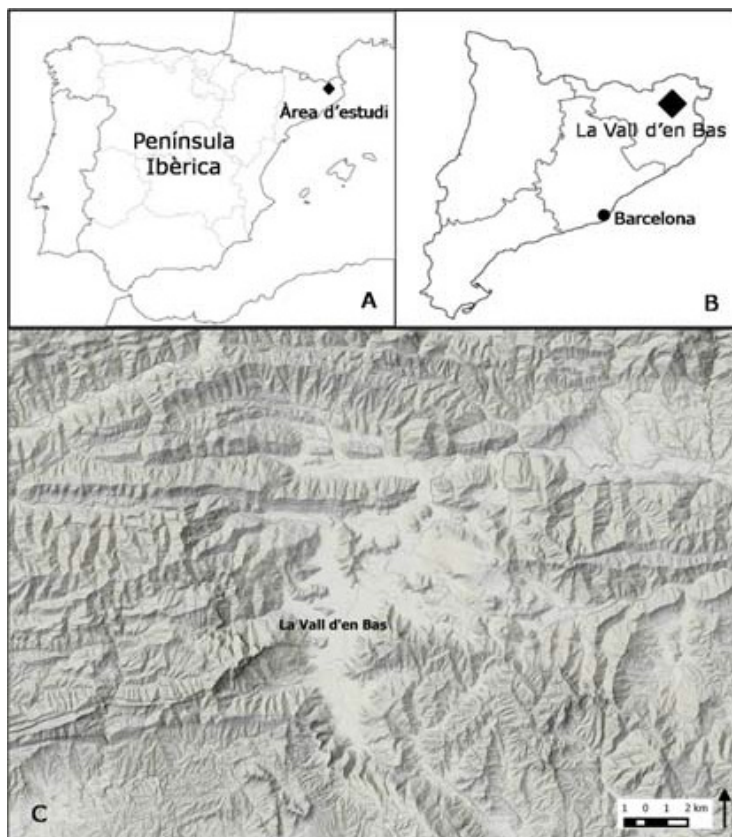 Àrea d'estudi
Península
Ibèrica
A
La Vall d'en Bas
Barcelona
B
La Vall d'en Bas
C
1 0 1 2 km